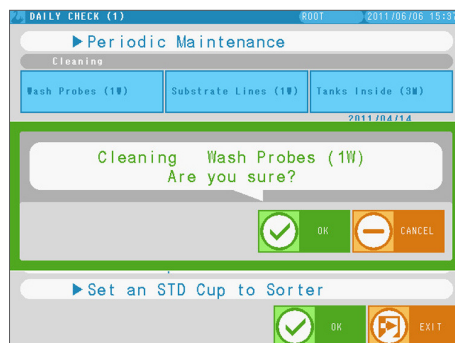 DAILY CHECK (1) ROOT 2011/06/06 15:37
▶Periodic Maintenance
Cleaning
Wash Probes (1W) Substrate Lines (1W) Tanks Inside (3M)
2011/04/14
Cleaning Wash Probes (1W)
Are you sure?
OK CANCEL
▶Set an STD Cup to Sorter
OK EXIT